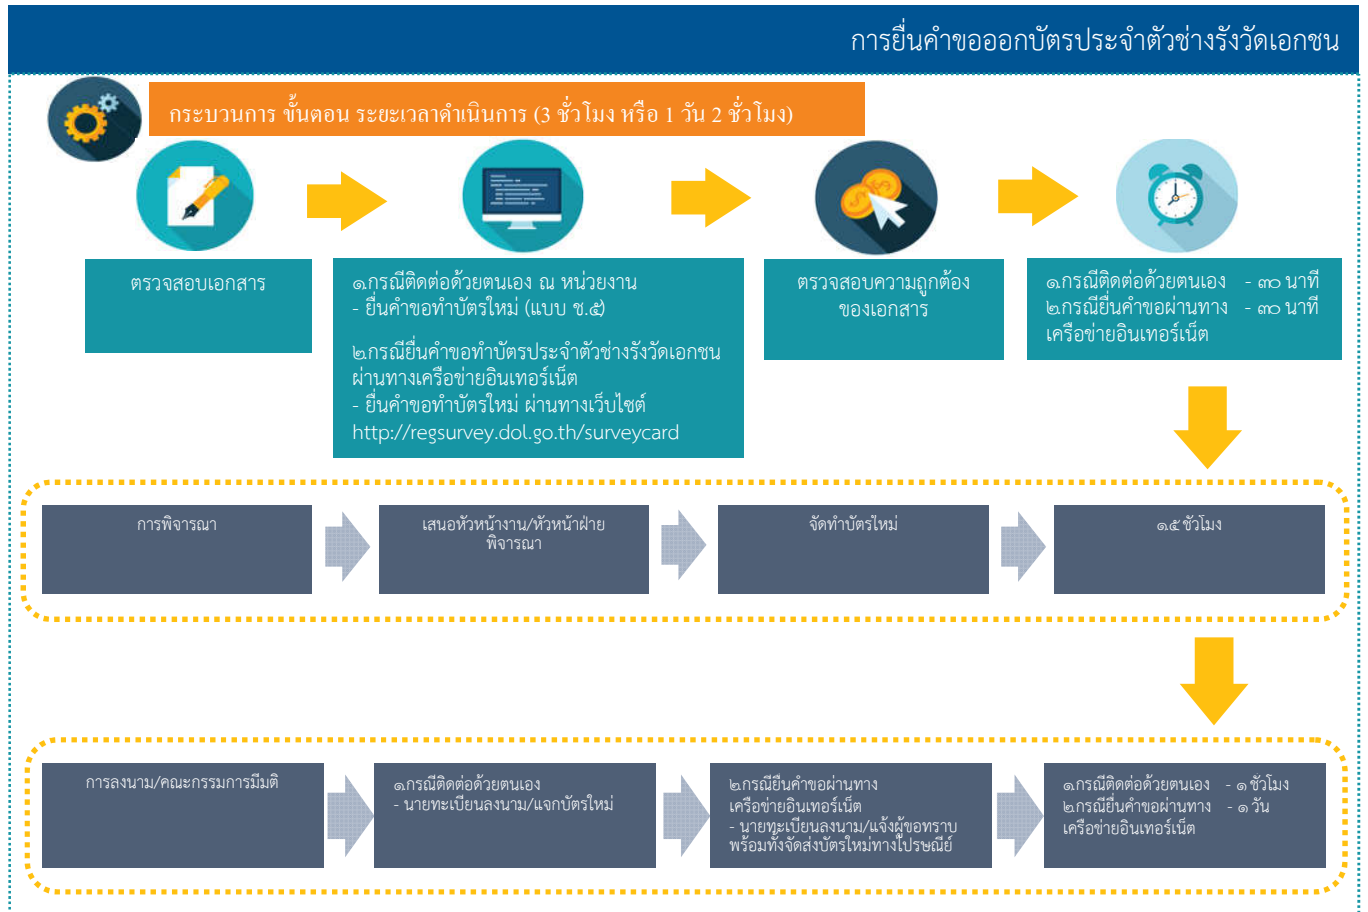 การยื่นคำขอออกบัตรประจำตัวช่างรังวัดเอกชน
กระบวนการ ขั้นตอน ระยะเวลาดำเนินการ (3 ชั่วโมง หรือ 1 วัน 2 ชั่วโมง)
ตรวจสอบเอกสาร
๑.กรณีติดต่อด้วยตนเอง ณ หน่วยงาน
- ยื่นคำขอทำบัตรใหม่ (แบบ ช.๕)
๒.กรณียื่นคำขอทำบัตรประจำตัวช่างรังวัดเอกชน
ผ่านทางเครือข่ายอินเทอร์เน็ต
- ยื่นคำขอทำบัตรใหม่ ผ่านทางเว็บไซต์
http://regsurvey.dol.go.th/surveycard
ตรวจสอบความถูกต้อง
ของเอกสาร
๑.กรณีติดต่อด้วยตนเอง - ๓๐ นาที
๒.กรณียื่นคำขอผ่านทาง - ๓๐ นาที
เครือข่ายอินเทอร์เน็ต
การพิจารณา
เสนอหัวหน้างาน/หัวหน้าฝ่าย
พิจารณา
จัดทำบัตรใหม่
๑.๕ ชั่วโมง
การลงนาม/คณะกรรมการมีมติ
๑.กรณีติดต่อด้วยตนเอง
- นายทะเบียนลงนาม/แจกบัตรใหม่
๒.กรณียื่นคำขอผ่านทาง
เครือข่ายอินเทอร์เน็ต
- นายทะเบียนลงนาม/แจ้งผู้ขอทราบ
พร้อมทั้งจัดส่งบัตรใหม่ทางไปรษณีย์
๑.กรณีติดต่อด้วยตนเอง - ๑ ชั่วโมง
๒.กรณียื่นคำขอผ่านทาง - ๑ วัน
เครือข่ายอินเทอร์เน็ต